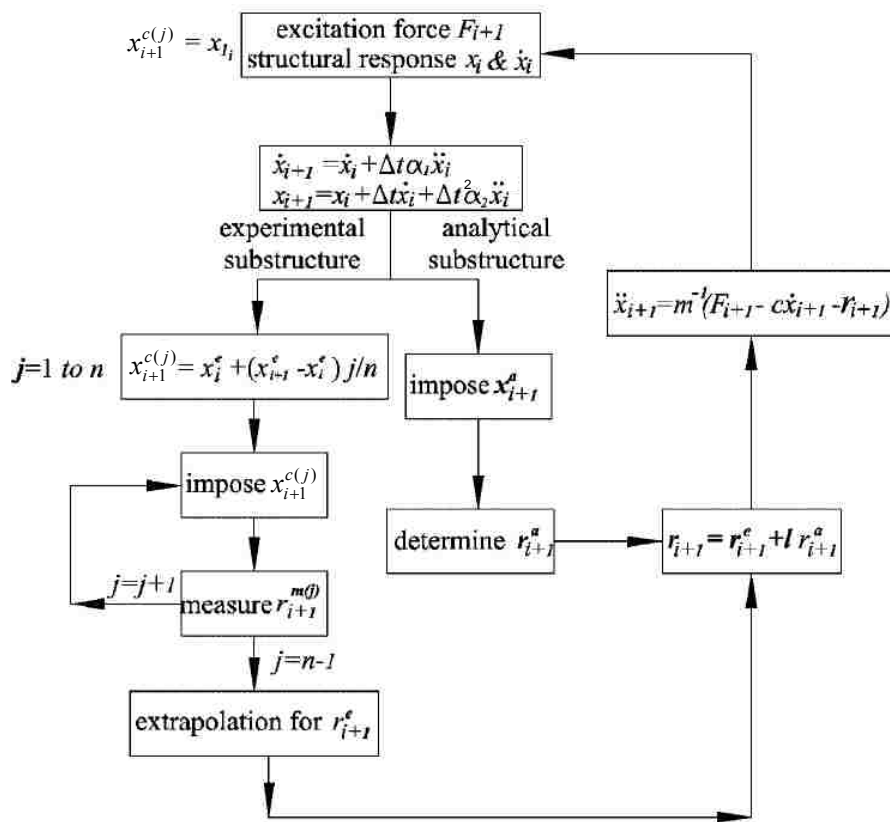 x_{i+1}^{c(j)} = x_{1_i}
excitation force F_{i+1}
structural response x_i & ẋ_i
ẋ_{i+1} = ẋ_i + Δtα_1ẍ_i
x_{i+1} = x_i + Δtẋ_i + Δt^2α_2ẍ_i
experimental substructure
analytical substructure
j=1 to n
x_{i+1}^{c(j)} = x_i^e + (x_{i+1}^e - x_i^e) j/n
impose x_{i+1}^a
ẍ_{i+1} = m^{-1}(F_{i+1} - cẋ_{i+1} - r_{i+1})
impose x_{i+1}^{c(j)}
determine r_{i+1}^a
r_{i+1} = r_{i+1}^e + l r_{i+1}^a
j=j+1
measure r_{i+1}^{m(j)}
j=n-1
extrapolation for r_{i+1}^e